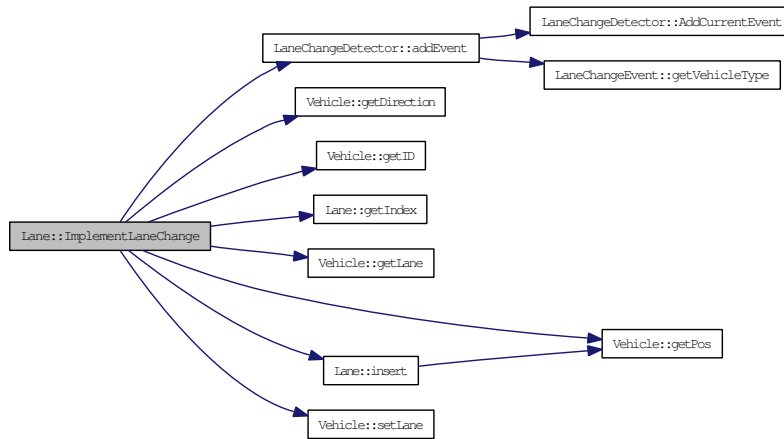 LaneChangeDetector::AddCurrentEvent
LaneChangeDetector::addEvent
LaneChangeEvent::getVehicleType
Vehicle::getDirection
Vehicle::getID
Lane::getIndex
Lane::ImplementLaneChange
Vehicle::getLane
Vehicle::getPos
Lane::insert
Vehicle::setLane